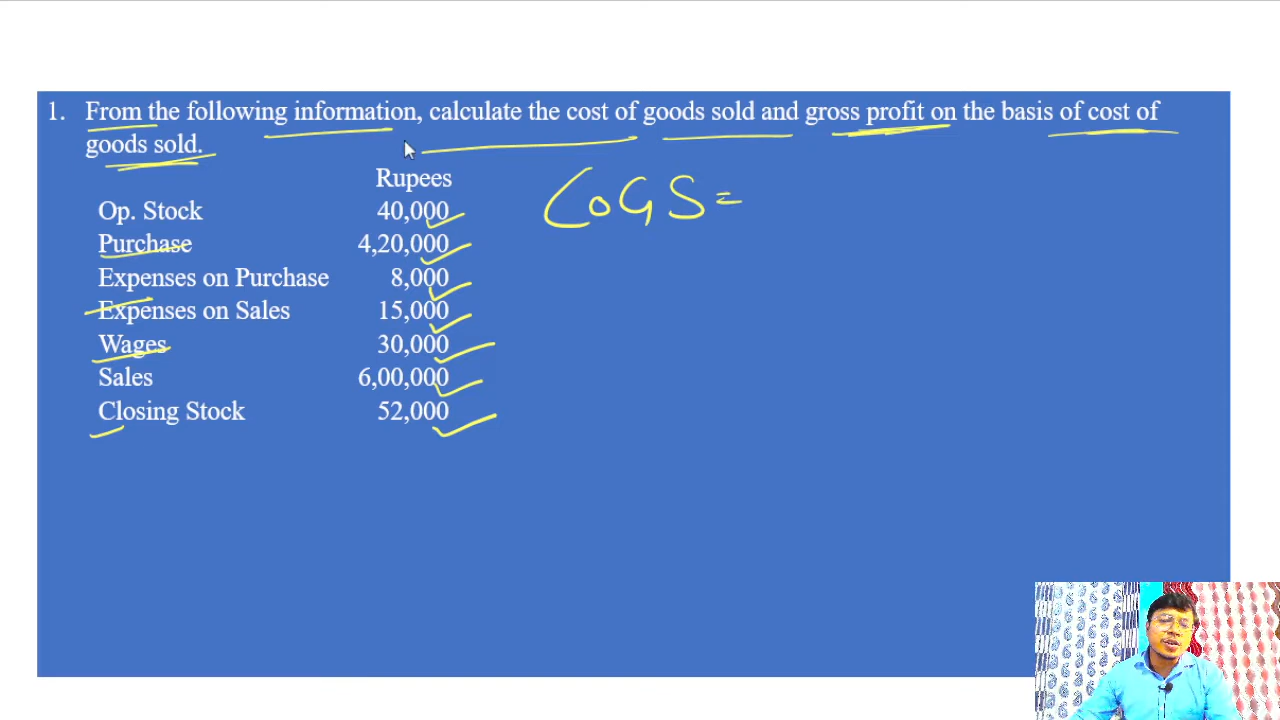 1. From the following information, calculate the cost of goods sold and gross profit on the basis of cost of
goods sold.
Rupees
Op. Stock 40,000
Purchase 4,20,000
Expenses on Purchase 8,000
Expenses on Sales 15,000
Wages 30,000
Sales 6,00,000
Closing Stock 52,000
COGS =